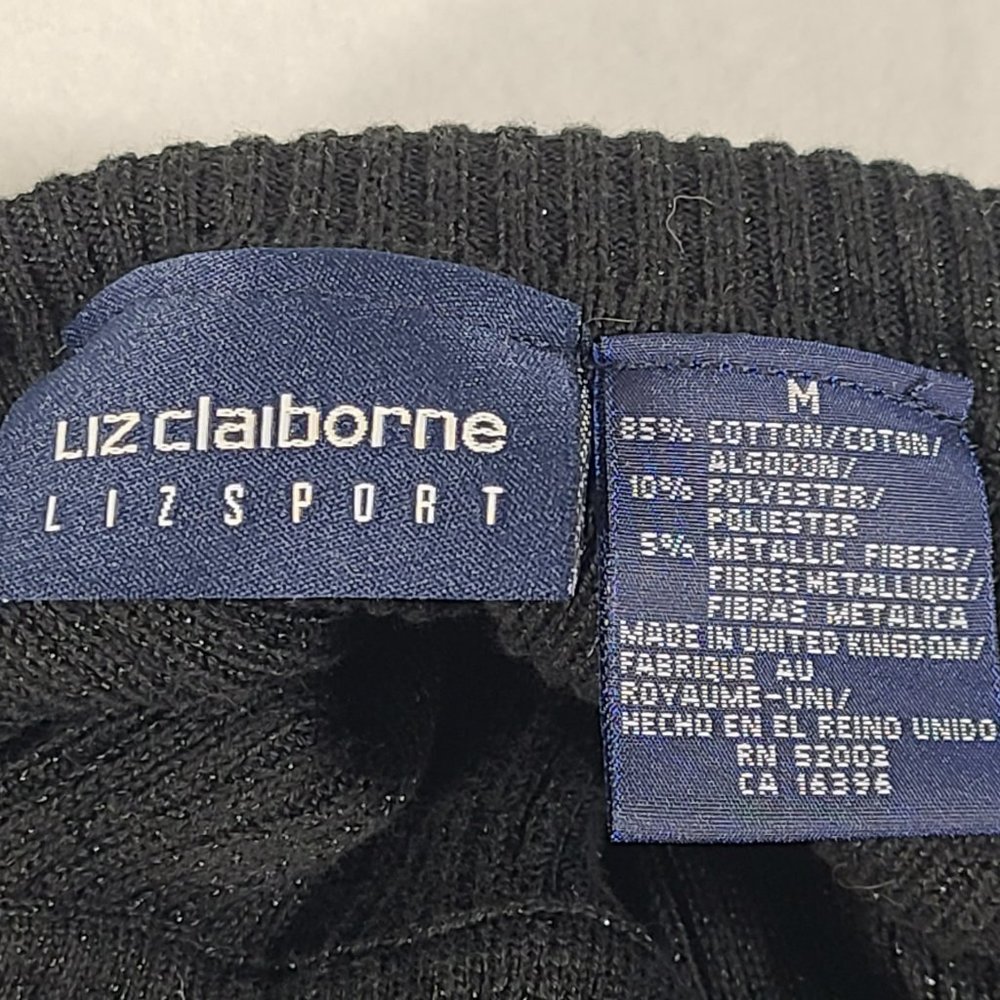 Liz claiborne
LIZSPORT
M
85% COTTON/COTON/
ALGODON/
10% POLYESTER/
POLIESTER
5% METALLIC FIBERS/
FIBRES METALLIQUE/
FIBRAS METALICA
MADE IN UNITED KINGDOM/
FABRIQUE AU
ROYAUME-UNI/
HECHO EN EL REINO UNIDO
RN 52002
CA 16396